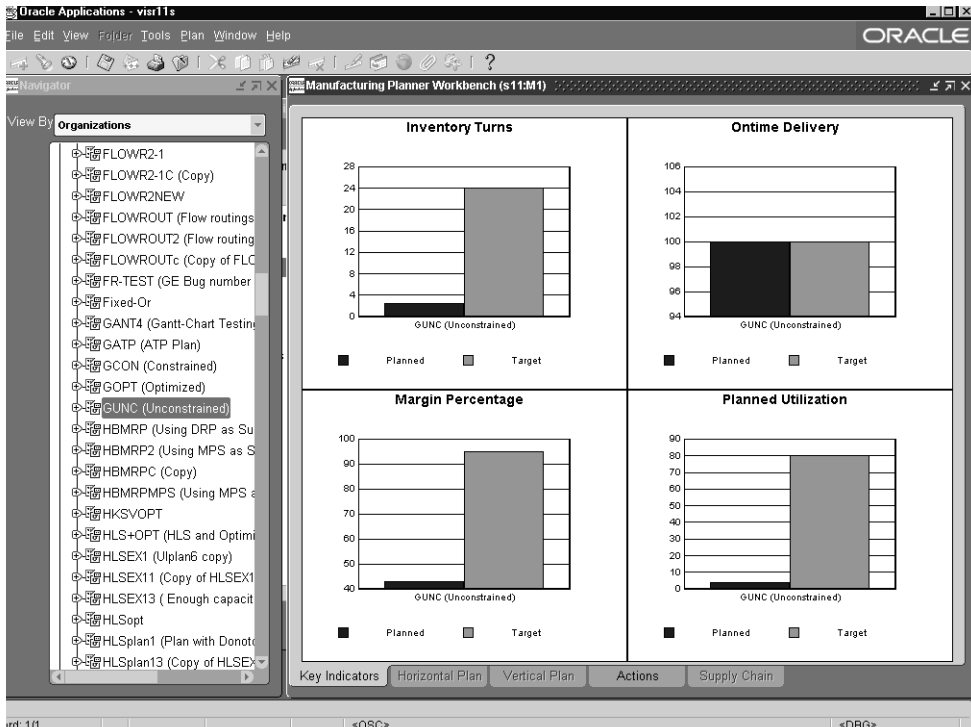 Oracle Applications - visr11s
File Edit View Folder Tools Plan Window Help
ORACLE
Navigator
View By Organizations
FLOWR2-1
FLOWR2-1C (Copy)
FLOWR2NEW
FLOWROUT (Flow routings
FLOWROUT2 (Flow routing
FLOWROUTc (Copy of FLC
FR-TEST (GE Bug number
Fixed-Or
GANT4 (Gantt-Chart Testing
GATP (ATP Plan)
GCON (Constrained)
GOPT (Optimized)
GUNC (Unconstrained)
HBMRP (Using DRP as Su
HBMRP2 (Using MPS as S
HBMRPC (Copy)
HBMRPMPS (Using MPS a
HKSVOPT
HLS+OPT (HLS and Optimi
HLSEX1 (Ulplan6 copy)
HLSEX11 (Copy of HLSEX1
HLSEX13 ( Enough capacit
HLSopt
HLSplan1 (Plan with Donoto
HLSplan13 (Copy of HLSEX
Manufacturing Planner Workbench (s11:M1)
Inventory Turns
28
24
20
16
12
8
4
0
GUNC (Unconstrained)
Planned Target
Ontime Delivery
106
104
102
100
98
96
94
GUNC (Unconstrained)
Planned Target
Margin Percentage
100
90
80
70
60
50
40
GUNC (Unconstrained)
Planned Target
Planned Utilization
90
80
70
60
50
40
30
20
10
0
GUNC (Unconstrained)
Planned Target
Key Indicators Horizontal Plan Vertical Plan Actions Supply Chain
ord: 1/1 <OSC> <DBG>